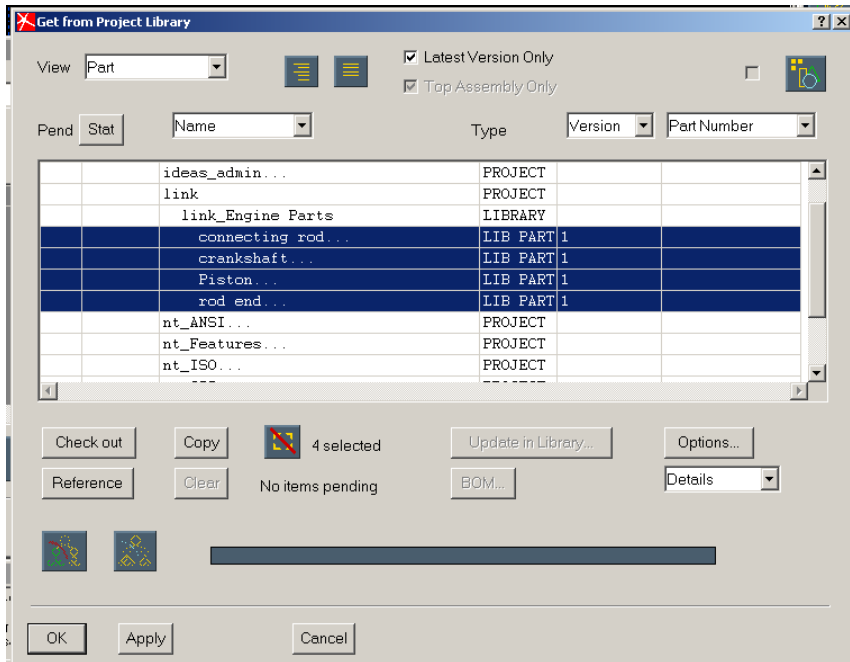 Get from Project Library
View Part
Latest Version Only
Top Assembly Only
Pend Stat Name Type Version Part Number
ideas_admin... PROJECT
link PROJECT
link_Engine Parts LIBRARY
connecting rod... LIB PART 1
crankshaft... LIB PART 1
Piston... LIB PART 1
rod end... LIB PART 1
nt_ANSI... PROJECT
nt_Features... PROJECT
nt_ISO... PROJECT
Check out Copy 4 selected Update in Library... Options...
Reference Clear No items pending BOM... Details
OK Apply Cancel